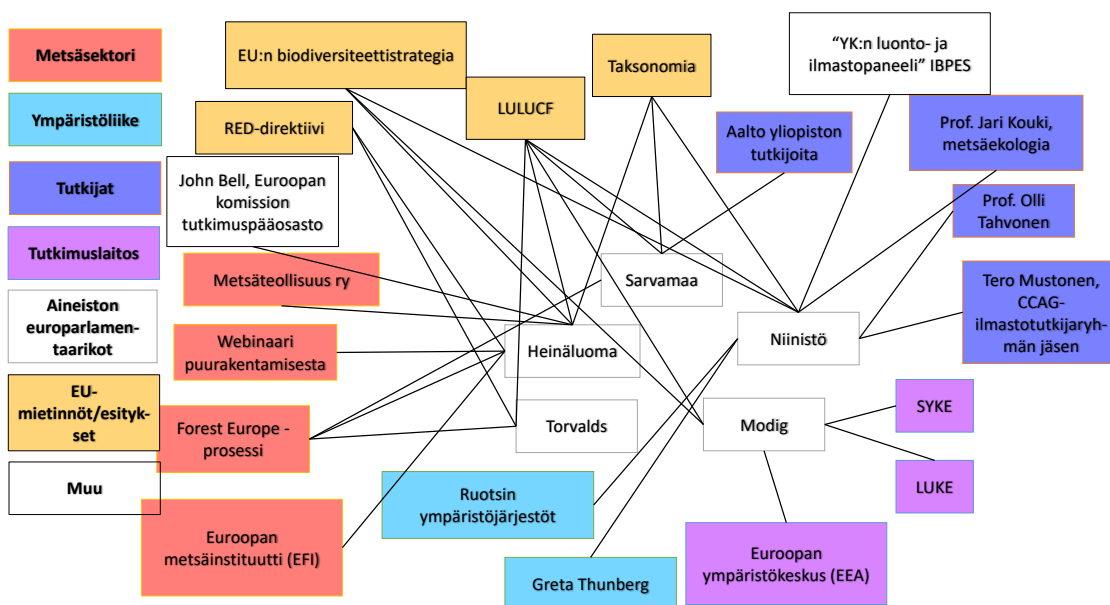 Metsäsektori
Ympäristöliike
Tutkijat
Tutkimuslaitos
Aineiston
europarlamen-
taarikot
EU-
mietinnöt/esityk-
set
Muu
EU:n biodiversiteettistrategia
RED-direktiivi
LULUCF
Taksonomia
"YK:n luonto- ja
ilmastopaneeli" IBPES
Aalto yliopiston
tutkijoita
Prof. Jari Kouki,
metsäekologia
Prof. Olli
Tahvonen
Tero Mustonen,
CCAG-
ilmastotutkijaryh-
män jäsen
John Bell, Euroopan
komission
tutkimuspääosasto
Metsäteollisuus ry
Webinaari
puurakentamisesta
Forest Europe -
prosessi
Euroopan
metsäinstituutti (EFI)
Sarvamaa
Heinäluoma
Niinistö
Torvalds
Modig
SYKE
LUKE
Ruotsin
ympäristöjärjestöt
Greta Thunberg
Euroopan
ympäristökeskus (EEA)